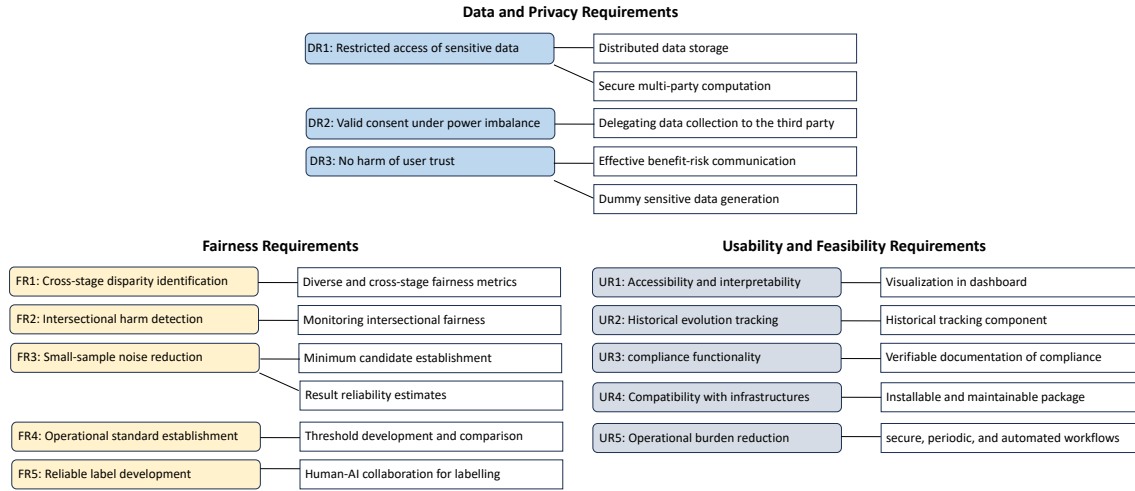 Data and Privacy Requirements
DR1: Restricted access of sensitive data
Distributed data storage
Secure multi-party computation
DR2: Valid consent under power imbalance
Delegating data collection to the third party
DR3: No harm of user trust
Effective benefit-risk communication
Dummy sensitive data generation
Fairness Requirements
FR1: Cross-stage disparity identification
Diverse and cross-stage fairness metrics
FR2: Intersectional harm detection
Monitoring intersectional fairness
FR3: Small-sample noise reduction
Minimum candidate establishment
Result reliability estimates
FR4: Operational standard establishment
Threshold development and comparison
FR5: Reliable label development
Human-AI collaboration for labelling
Usability and Feasibility Requirements
UR1: Accessibility and interpretability
Visualization in dashboard
UR2: Historical evolution tracking
Historical tracking component
UR3: compliance functionality
Verifiable documentation of compliance
UR4: Compatibility with infrastructures
Installable and maintainable package
UR5: Operational burden reduction
secure, periodic, and automated workflows